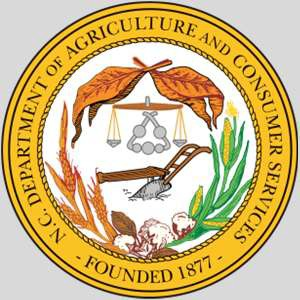 N.C. DEPARTMENT OF AGRICULTURE AND CONSUMER SERVICES
- FOUNDED 1877 -